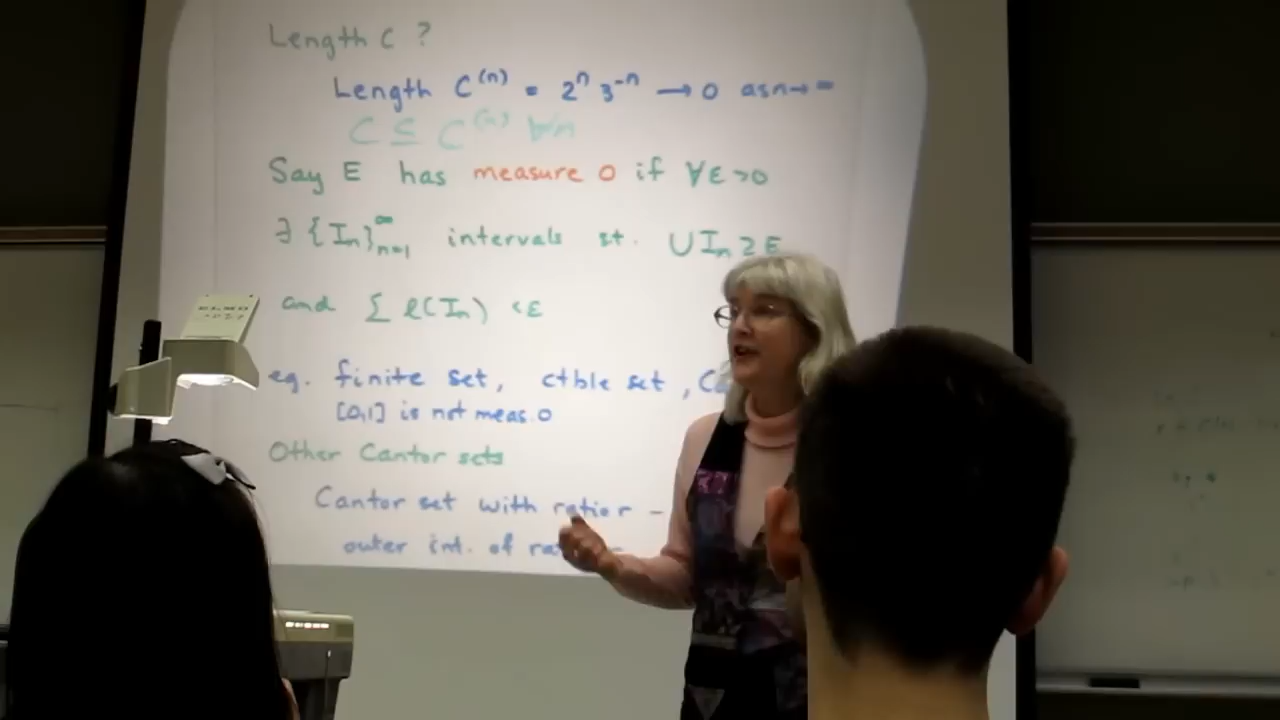 Length C ?
Length C⁽ⁿ⁾ = 2ⁿ 3⁻ⁿ → 0 as n → ∞
C ⊆ C⁽ⁿ⁾ ∀n
Say E has measure 0 if ∀ε >0
∃ {Iₙ}ₙ₌₁^∞ intervals st. ∪Iₙ ⊇ E
and Σ ℓ(Iₙ) < ε
eg. finite set, ctble set,
[0,1] is not meas. 0
Other Cantor sets
Cantor set with ratio r -
outer int. of